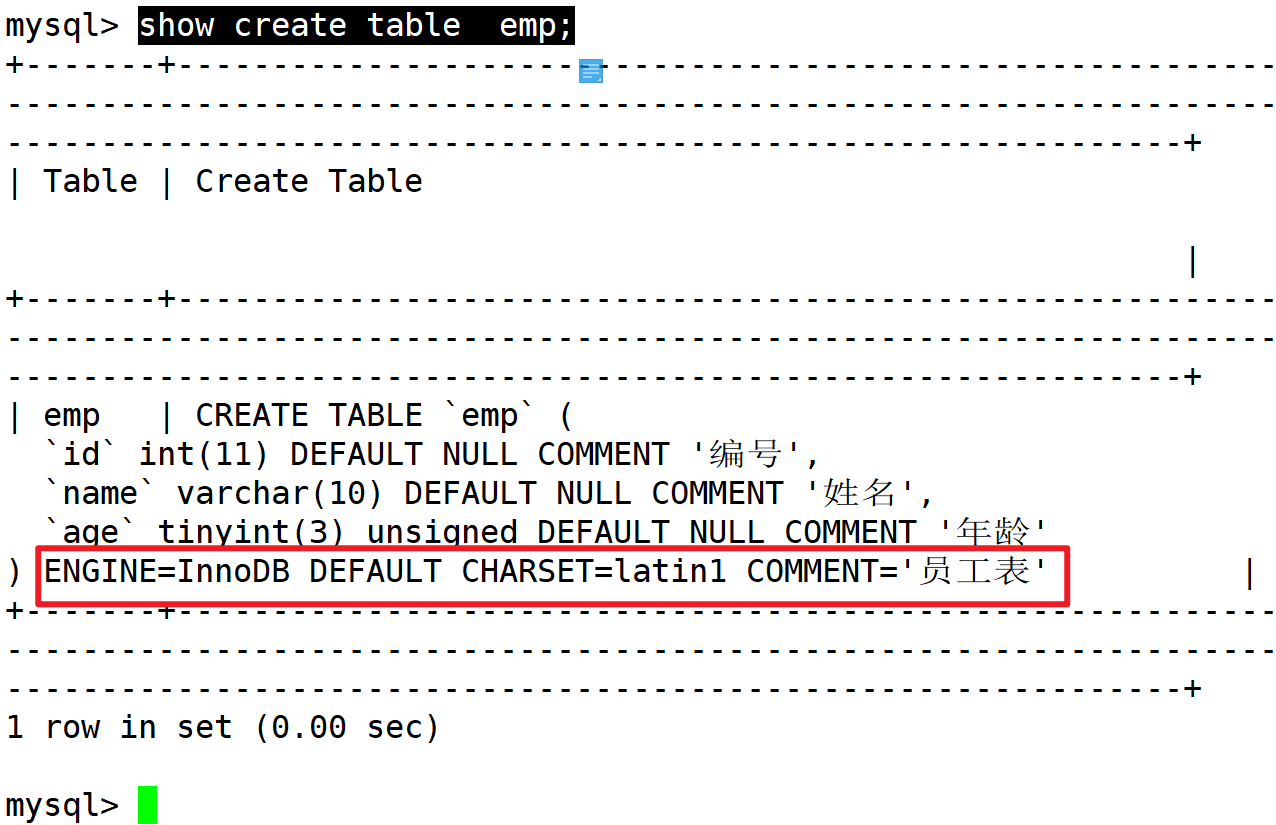 mysql> show create table  emp;
+-------+-----------------------------------------------------------
-------------------------------------------------------------------
--------------------------------------------------------------+
| Table | Create Table
|
+-------+-----------------------------------------------------------
-------------------------------------------------------------------
--------------------------------------------------------------+
| emp   | CREATE TABLE `emp` (
  `id` int(11) DEFAULT NULL COMMENT '编号',
  `name` varchar(10) DEFAULT NULL COMMENT '姓名',
  `age` tinyint(3) unsigned DEFAULT NULL COMMENT '年龄'
) ENGINE=InnoDB DEFAULT CHARSET=latin1 COMMENT='员工表'          |
+-------+-----------------------------------------------------------
-------------------------------------------------------------------
--------------------------------------------------------------+
1 row in set (0.00 sec)
mysql>